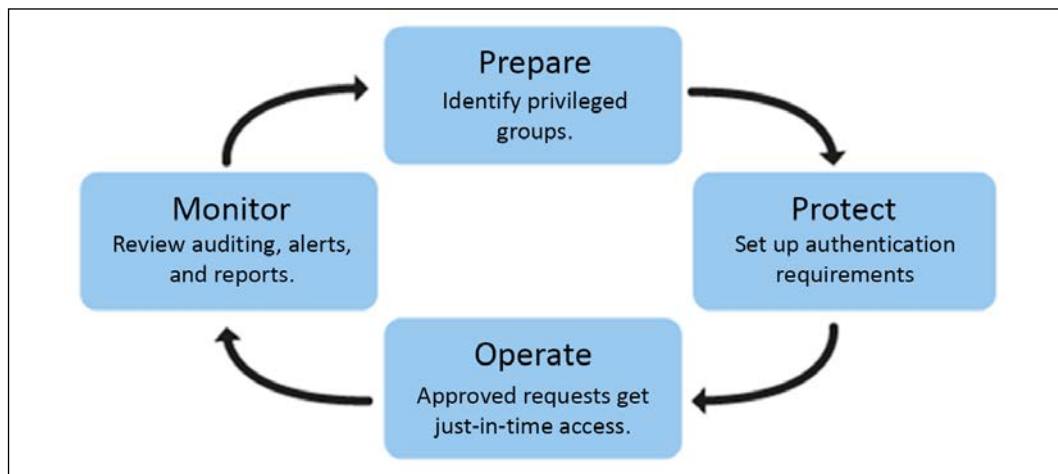 Prepare
Identify privileged
groups.
Monitor
Review auditing, alerts,
and reports.
Protect
Set up authentication
requirements
Operate
Approved requests get
just-in-time access.